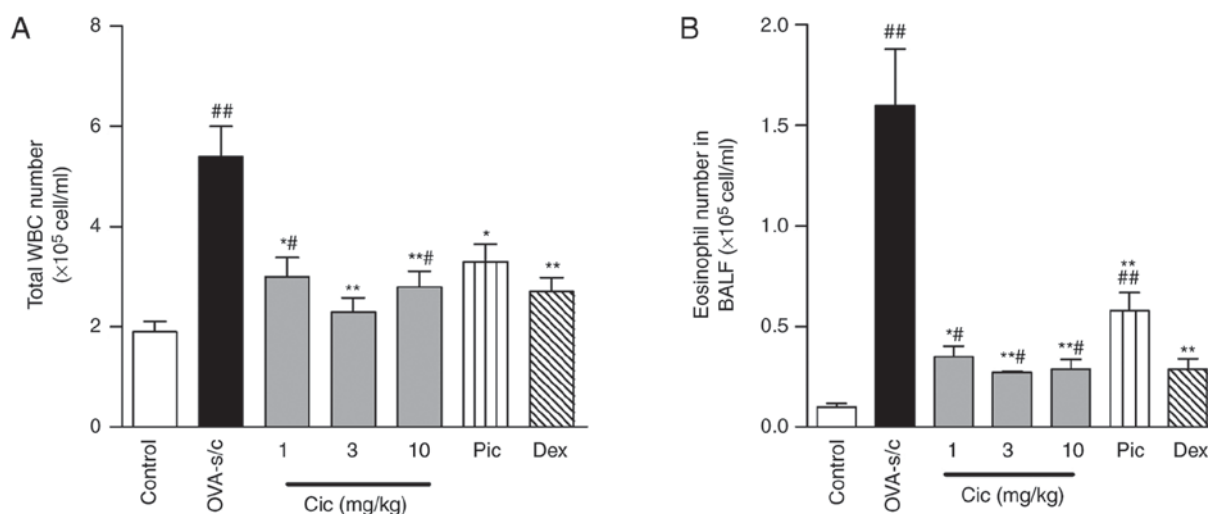 A
Total WBC number
(×10⁵ cell/ml)
8
6
4
2
0
##
*#
**
**#
*
**
Control
OVA-s/c
1
3
10
Pic
Dex
Cic (mg/kg)
B
Eosinophil number in
BALF (×10⁵ cell/ml)
2.0
1.5
1.0
0.5
0.0
##
*#
**#
**#
**
##
**
Control
OVA-s/c
1
3
10
Pic
Dex
Cic (mg/kg)